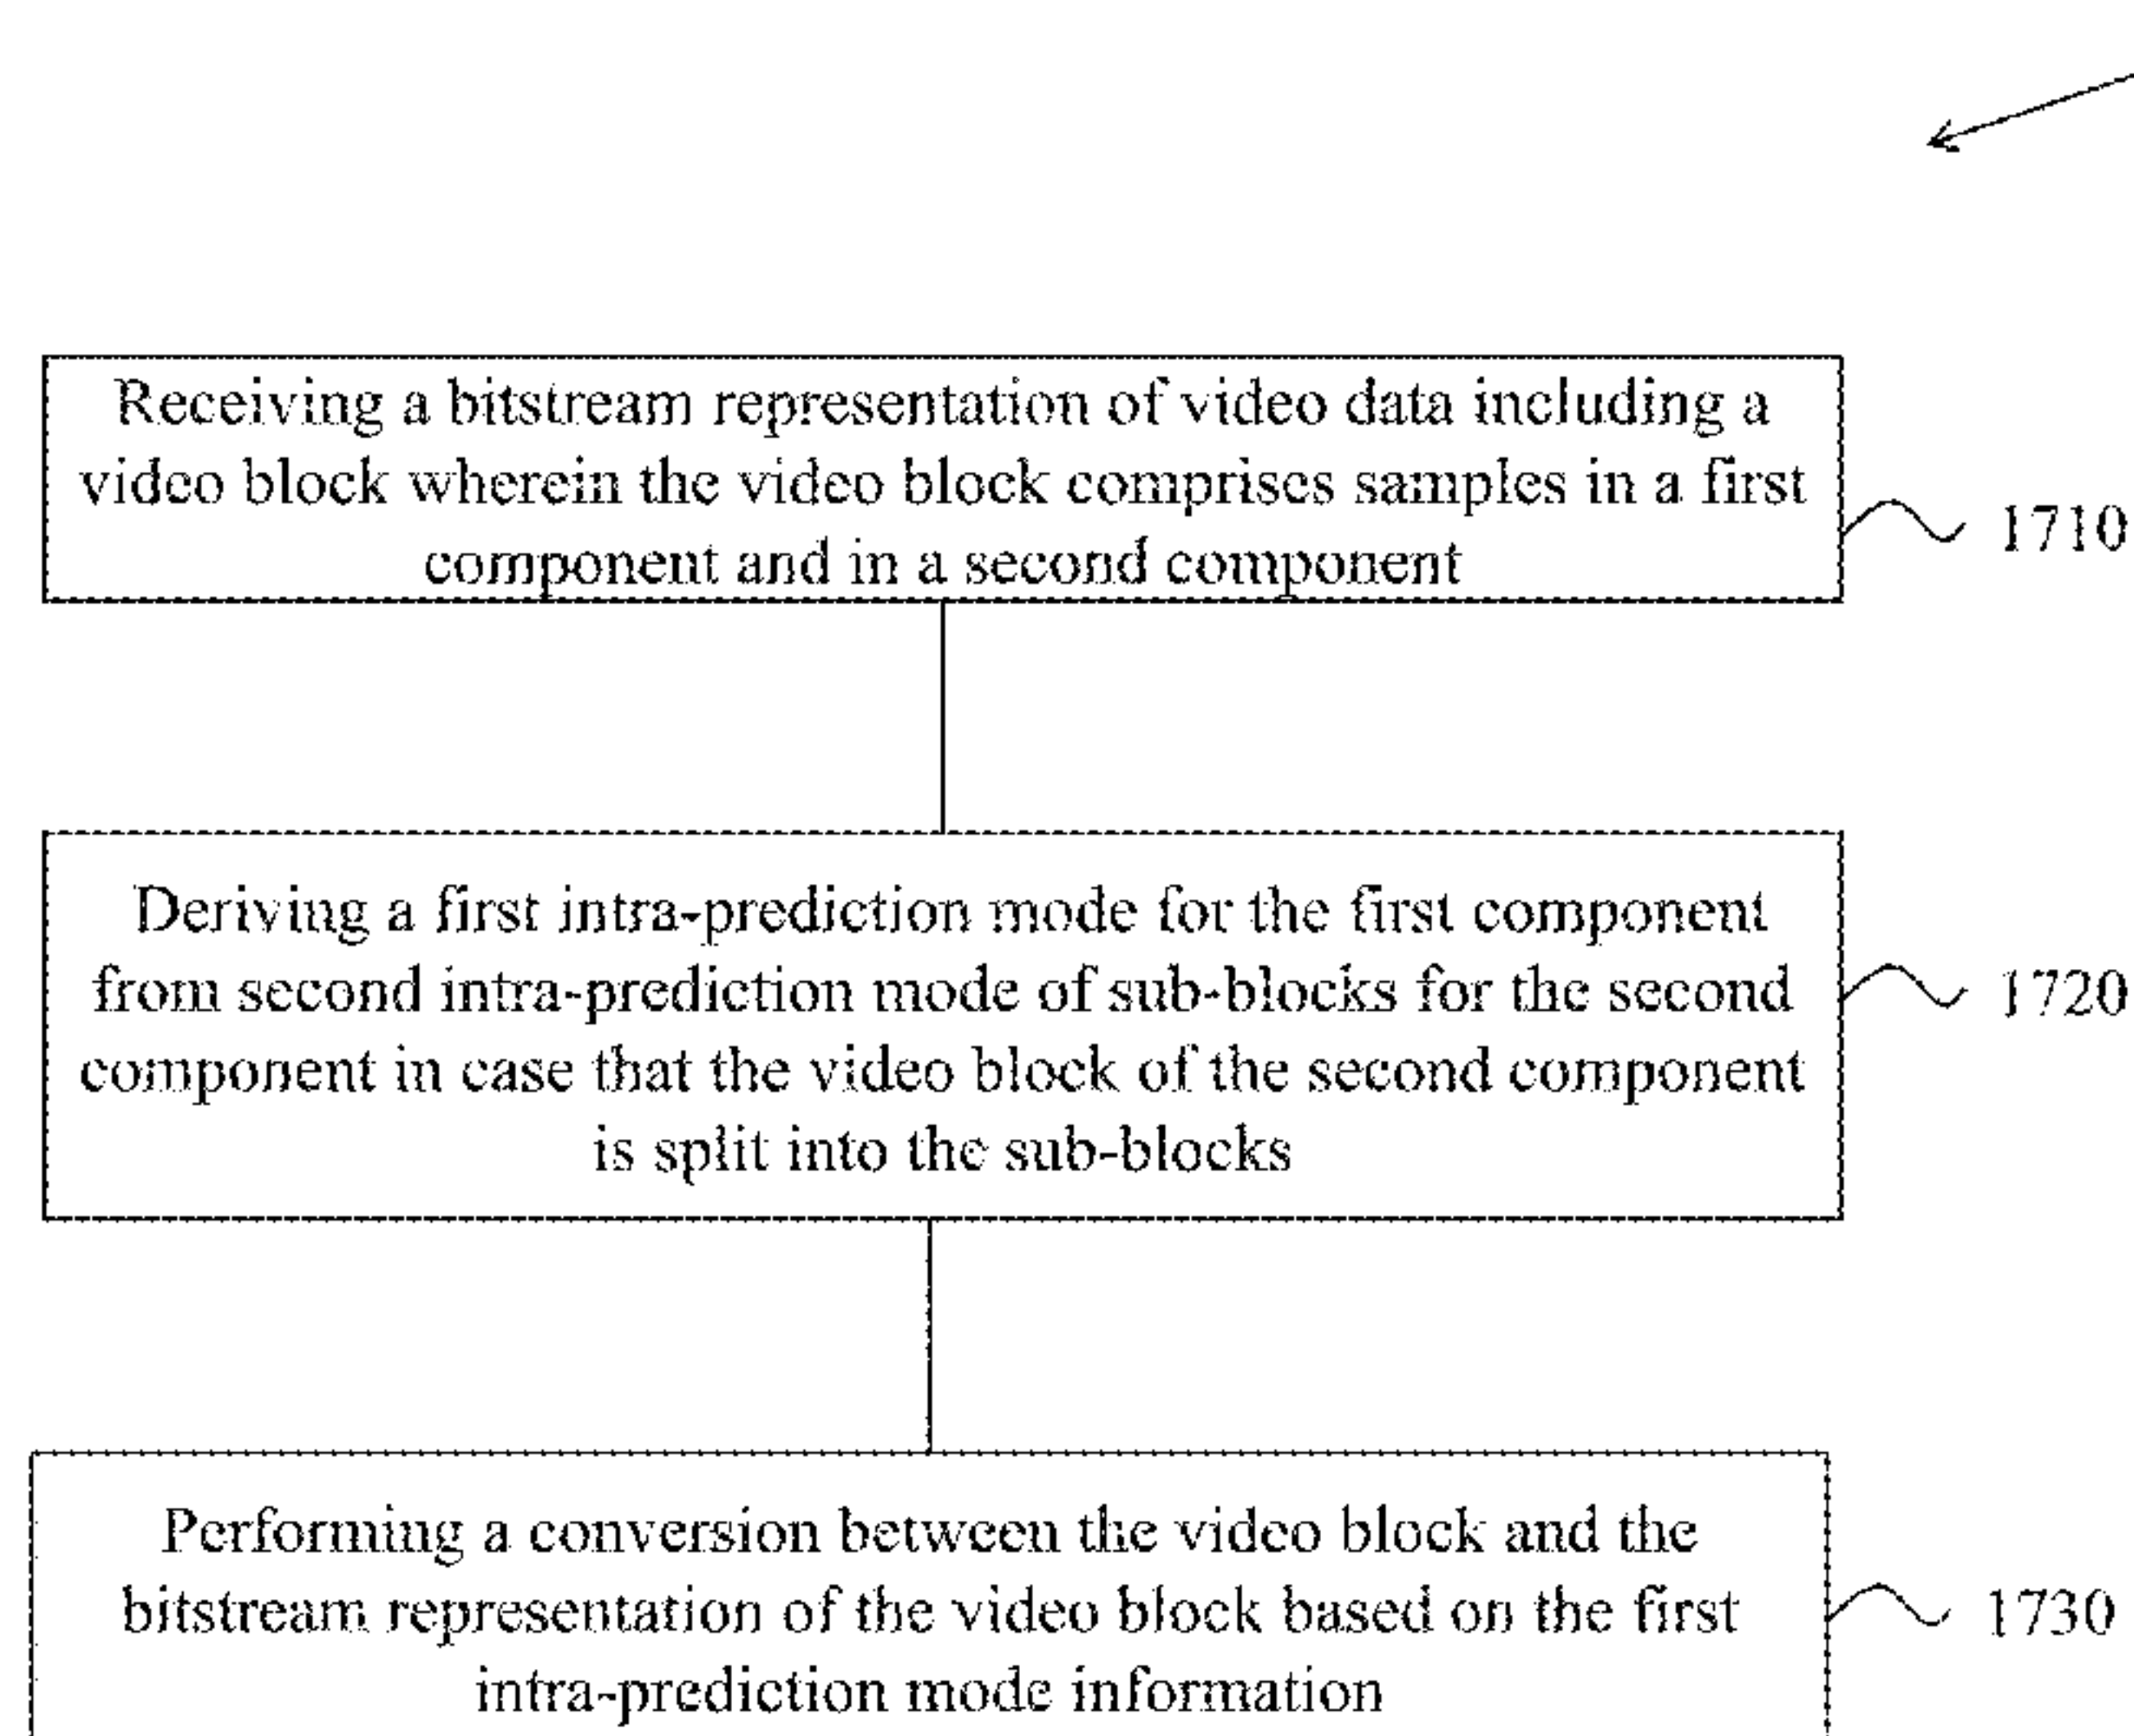 Receiving a bitstream representation of video data including a
video block wherein the video block comprises samples in a first
component and in a second component
1710
Deriving a first intra-prediction mode for the first component
from second intra-prediction mode of sub-blocks for the second
component in case that the video block of the second component
is split into the sub-blocks
1720
Performing a conversion between the video block and the
bitstream representation of the video block based on the first
intra-prediction mode information
1730